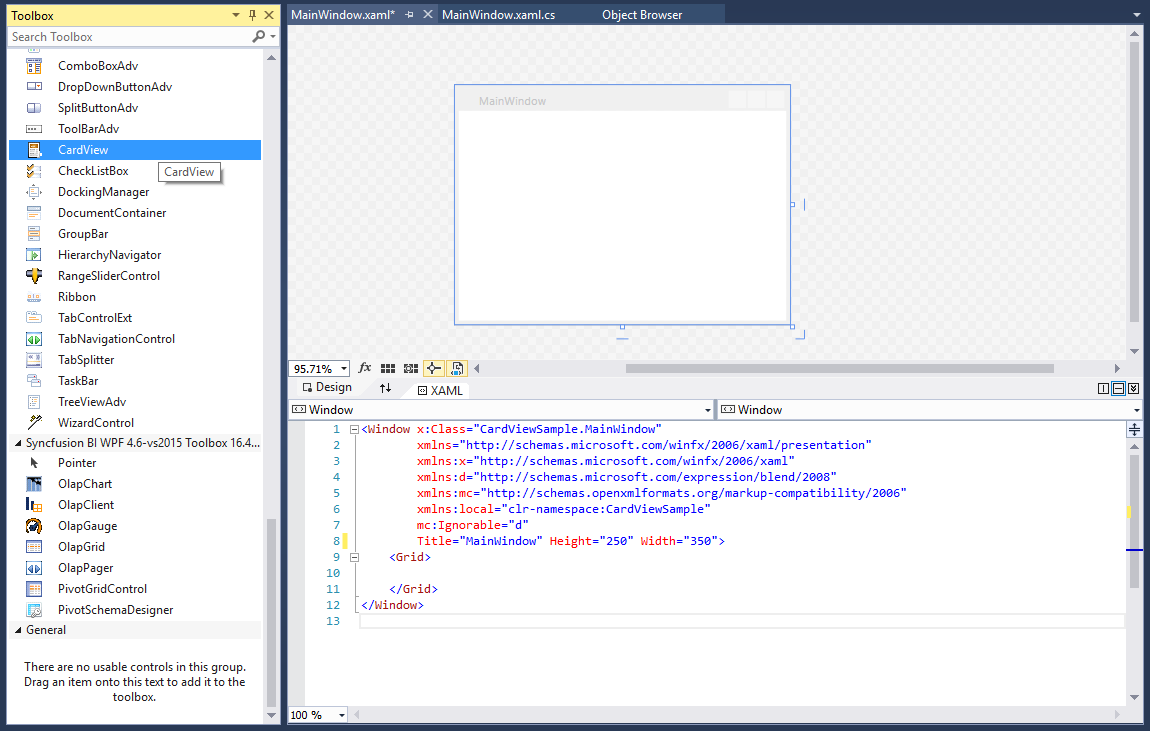 Toolbox
Search Toolbox
ComboBoxAdv
DropDownButtonAdv
SplitButtonAdv
ToolBarAdv
CardView
CheckListBox
CardView
DockingManager
DocumentContainer
GroupBar
HierarchyNavigator
RangeSliderControl
Ribbon
TabControlExt
TabNavigationControl
TabSplitter
TaskBar
TreeViewAdv
WizardControl
Syncfusion BI WPF 4.6-vs2015 Toolbox 16.4...
Pointer
OlapChart
OlapClient
OlapGauge
OlapGrid
OlapPager
PivotGridControl
PivotSchemaDesigner
General
There are no usable controls in this group.
Drag an item onto this text to add it to the
toolbox.
MainWindow.xaml* MainWindow.xaml.cs Object Browser
MainWindow
95.71% fx
Design XAML
Window Window
1 <Window x:Class="CardViewSample.MainWindow"
2 xmlns="http://schemas.microsoft.com/winfx/2006/xaml/presentation"
3 xmlns:x="http://schemas.microsoft.com/winfx/2006/xaml"
4 xmlns:d="http://schemas.microsoft.com/expression/blend/2008"
5 xmlns:mc="http://schemas.openxmlformats.org/markup-compatibility/2006"
6 xmlns:local="clr-namespace:CardViewSample"
7 mc:Ignorable="d"
8 Title="MainWindow" Height="250" Width="350">
9 <Grid>
10
11 </Grid>
12 </Window>
13
100 %